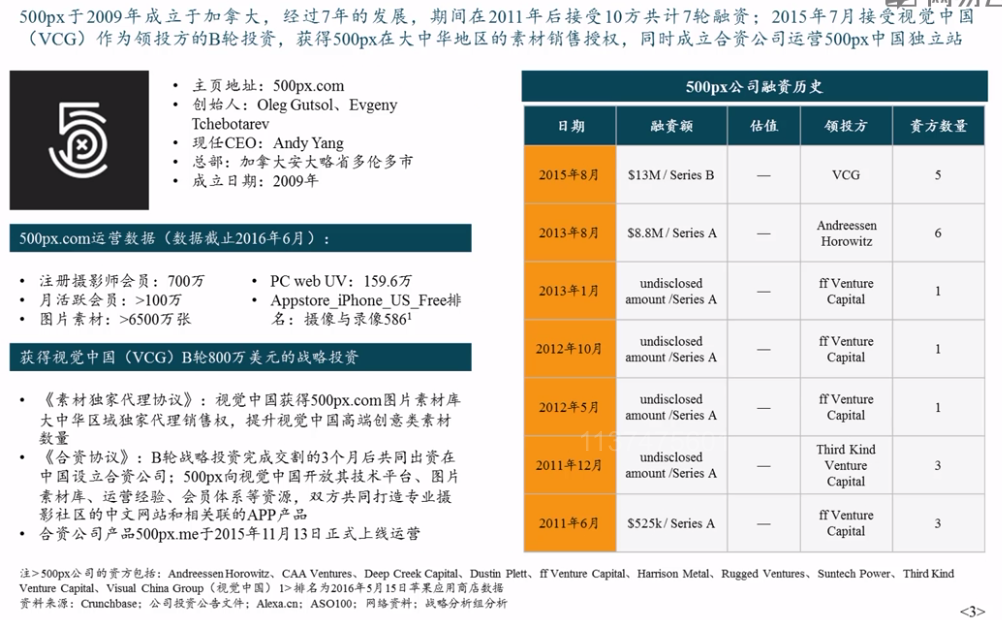 500px于2009年成立于加拿大，经过7年的发展，期间在2011年后接受10方共计7轮融资；2015年7月接受视觉中国
（VCG）作为领投方的B轮投资，获得500px在大中华地区的素材销售授权，同时成立合资公司运营500px中国独立站
• 主页地址：500px.com
• 创始人：Oleg Gutsol、Evgeny
Tchebotarev
• 现任CEO：Andy Yang
• 总部：加拿大安大略省多伦多市
• 成立日期：2009年
500px.com运营数据（数据截止2016年6月）：
• 注册摄影师会员：700万
• 月活跃会员：>100万
• 图片素材：>6500万张
• PC web UV：159.6万
• Appstore_iPhone_US_Free排
名：摄像与录像586¹
获得视觉中国（VCG）B轮800万美元的战略投资
• 《素材独家代理协议》：视觉中国获得500px.com图片素材库
大中华区域独家代理销售权，提升视觉中国高端创意类素材
数量
• 《合资协议》：B轮战略投资完成交割的3个月后共同出资在
中国设立合资公司；500px向视觉中国开放其技术平台、图片
素材库、运营经验、会员体系等资源，双方共同打造专业摄
影社区的中文网站和相关联的APP产品
• 合资公司产品500px.me于2015年11月13日正式上线运营
500px公司融资历史
日期 融资额 估值 领投方 资方数量
2015年8月 $13M / Series B — VCG 5
2013年8月 $8.8M / Series A — Andreessen
Horowitz 6
2013年1月 undisclosed
amount /Series A — ff Venture
Capital 1
2012年10月 undisclosed
amount /Series A — ff Venture
Capital 1
2012年5月 undisclosed
amount /Series A — ff Venture
Capital 1
2011年12月 undisclosed
amount /Series A — Third Kind
Venture
Capital 3
2011年6月 $525k / Series A — ff Venture
Capital 3
注> 500px公司的资方包括：Andreessen Horowitz、CAA Ventures、Deep Creek Capital、Dustin Plett、ff Venture Capital、Harrison Metal、Rugged Ventures、Suntech Power、Third Kind
Venture Capital、Visual China Group（视觉中国） 1> 排名为2016年5月15日苹果应用商店数据
资料来源：Crunchbase；公司投资公告文件；Alexa.cn；ASO100；网络资料；战略分析组分析
<3>